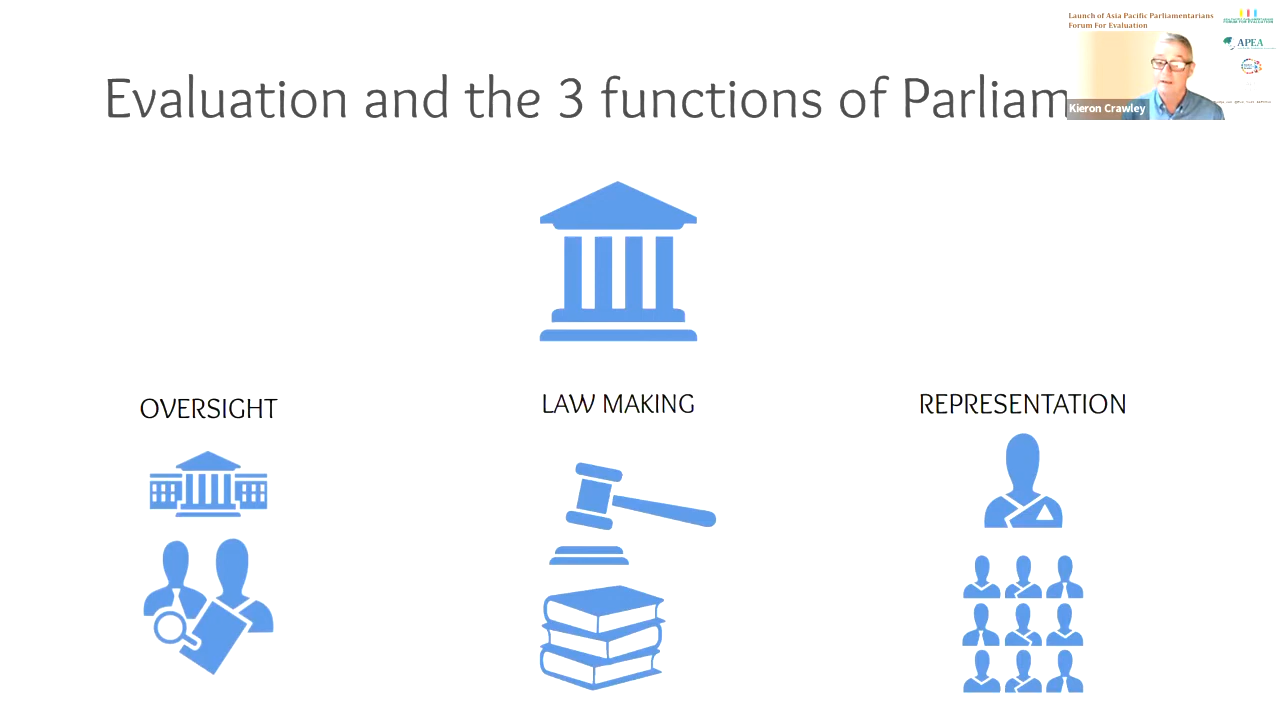 Launch of Asia Pacific Parliamentarians
Forum For Evaluation
APEA
Evaluation and the 3 functions of Parliam
Kieron Crawley
OVERSIGHT
LAW MAKING
REPRESENTATION